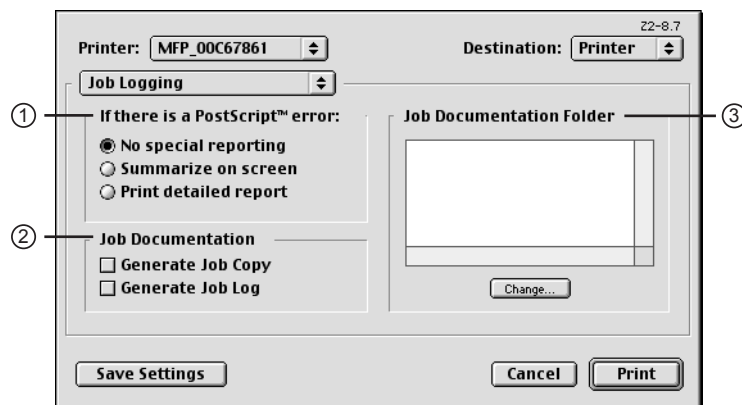 Z2-8.7
Printer: MFP_00C67861
Destination: Printer
Job Logging
1
If there is a PostScript™ error:
No special reporting
Summarize on screen
Print detailed report
2
Job Documentation
Generate Job Copy
Generate Job Log
Job Documentation Folder
3
Change...
Save Settings
Cancel
Print